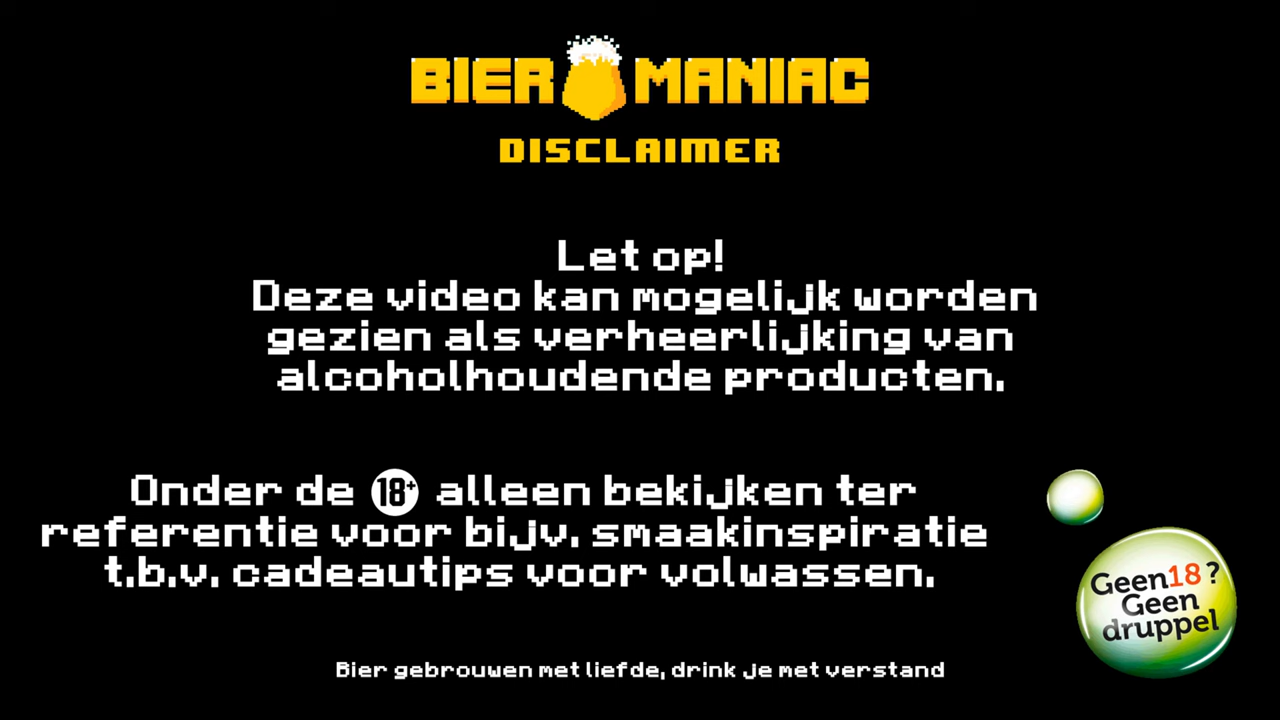 BIER MANIAC
DISCLAIMER
Let op!
Deze video kan mogelijk worden
gezien als verheerlijking van
alcoholhoudende producten.
Onder de 18+ alleen bekijken ter
referentie voor bijv. smaakinspiratie
t.b.v. cadeautips voor volwassen.
Geen18?
Geen
druppel
Bier gebrouwen met liefde, drink je met verstand